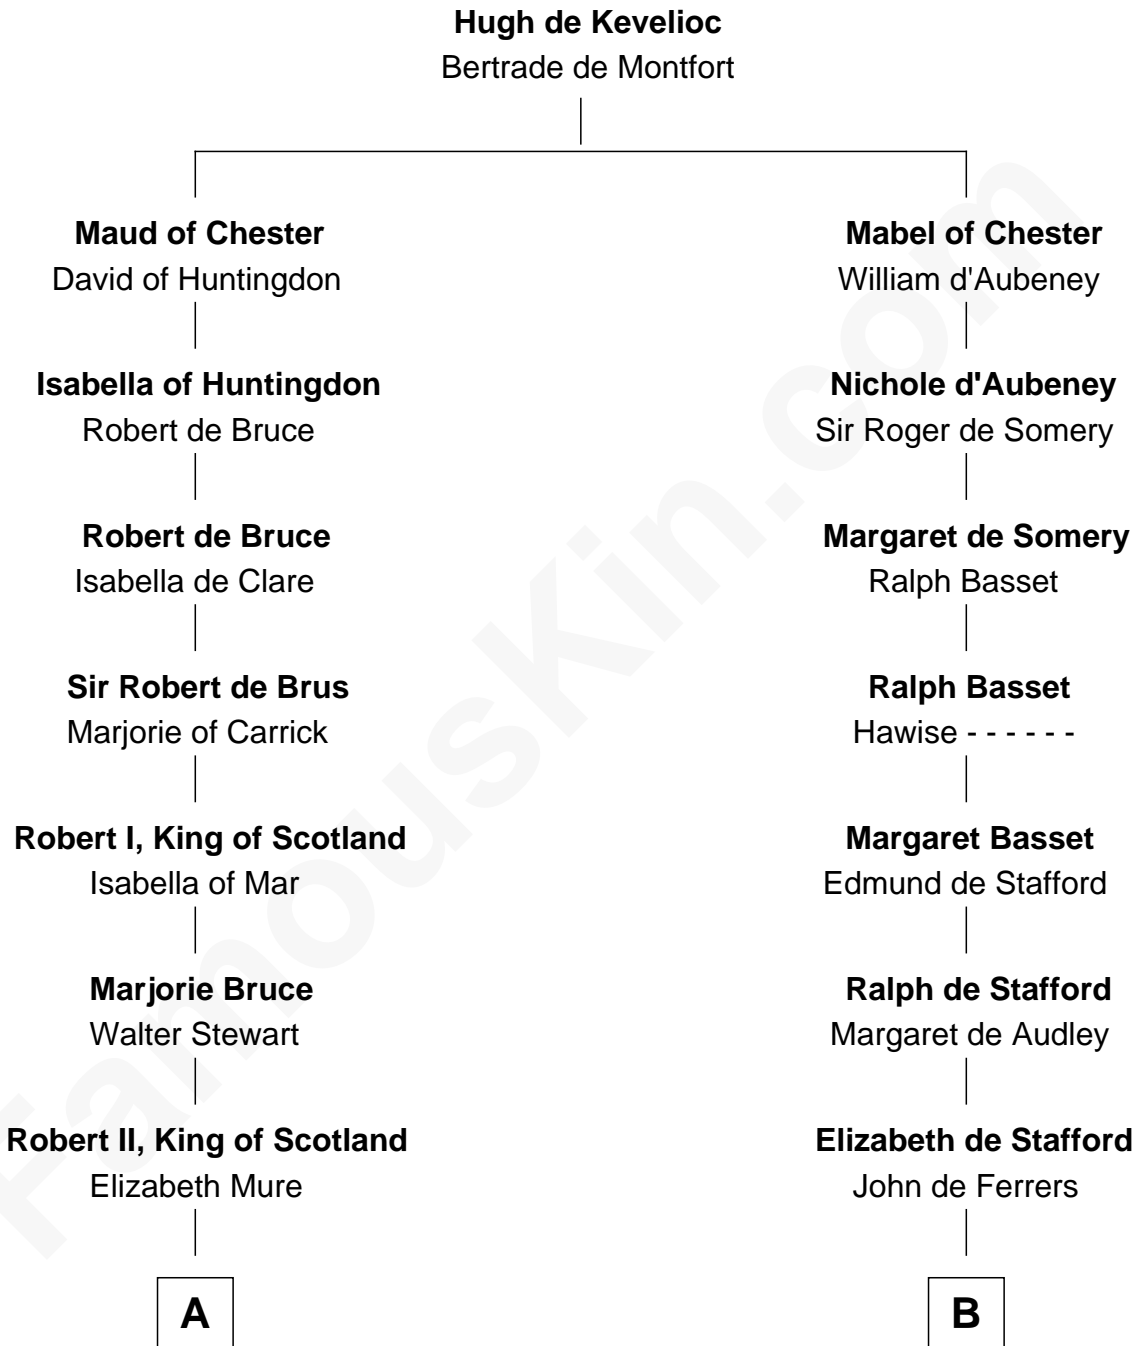 Hugh de Kevelioc
Bertrade de Montfort
Maud of Chester
David of Huntingdon
Mabel of Chester
William d'Aubeney
Isabella of Huntingdon
Robert de Bruce
Nichole d'Aubeney
Sir Roger de Somery
Robert de Bruce
Isabella de Clare
Margaret de Somery
Ralph Basset
Sir Robert de Brus
Marjorie of Carrick
Ralph Basset
Hawise - - - - - -
Robert I, King of Scotland
Isabella of Mar
Margaret Basset
Edmund de Stafford
Marjorie Bruce
Walter Stewart
Ralph de Stafford
Margaret de Audley
Robert II, King of Scotland
Elizabeth Mure
Elizabeth de Stafford
John de Ferrers
A
B
FamousKin.com